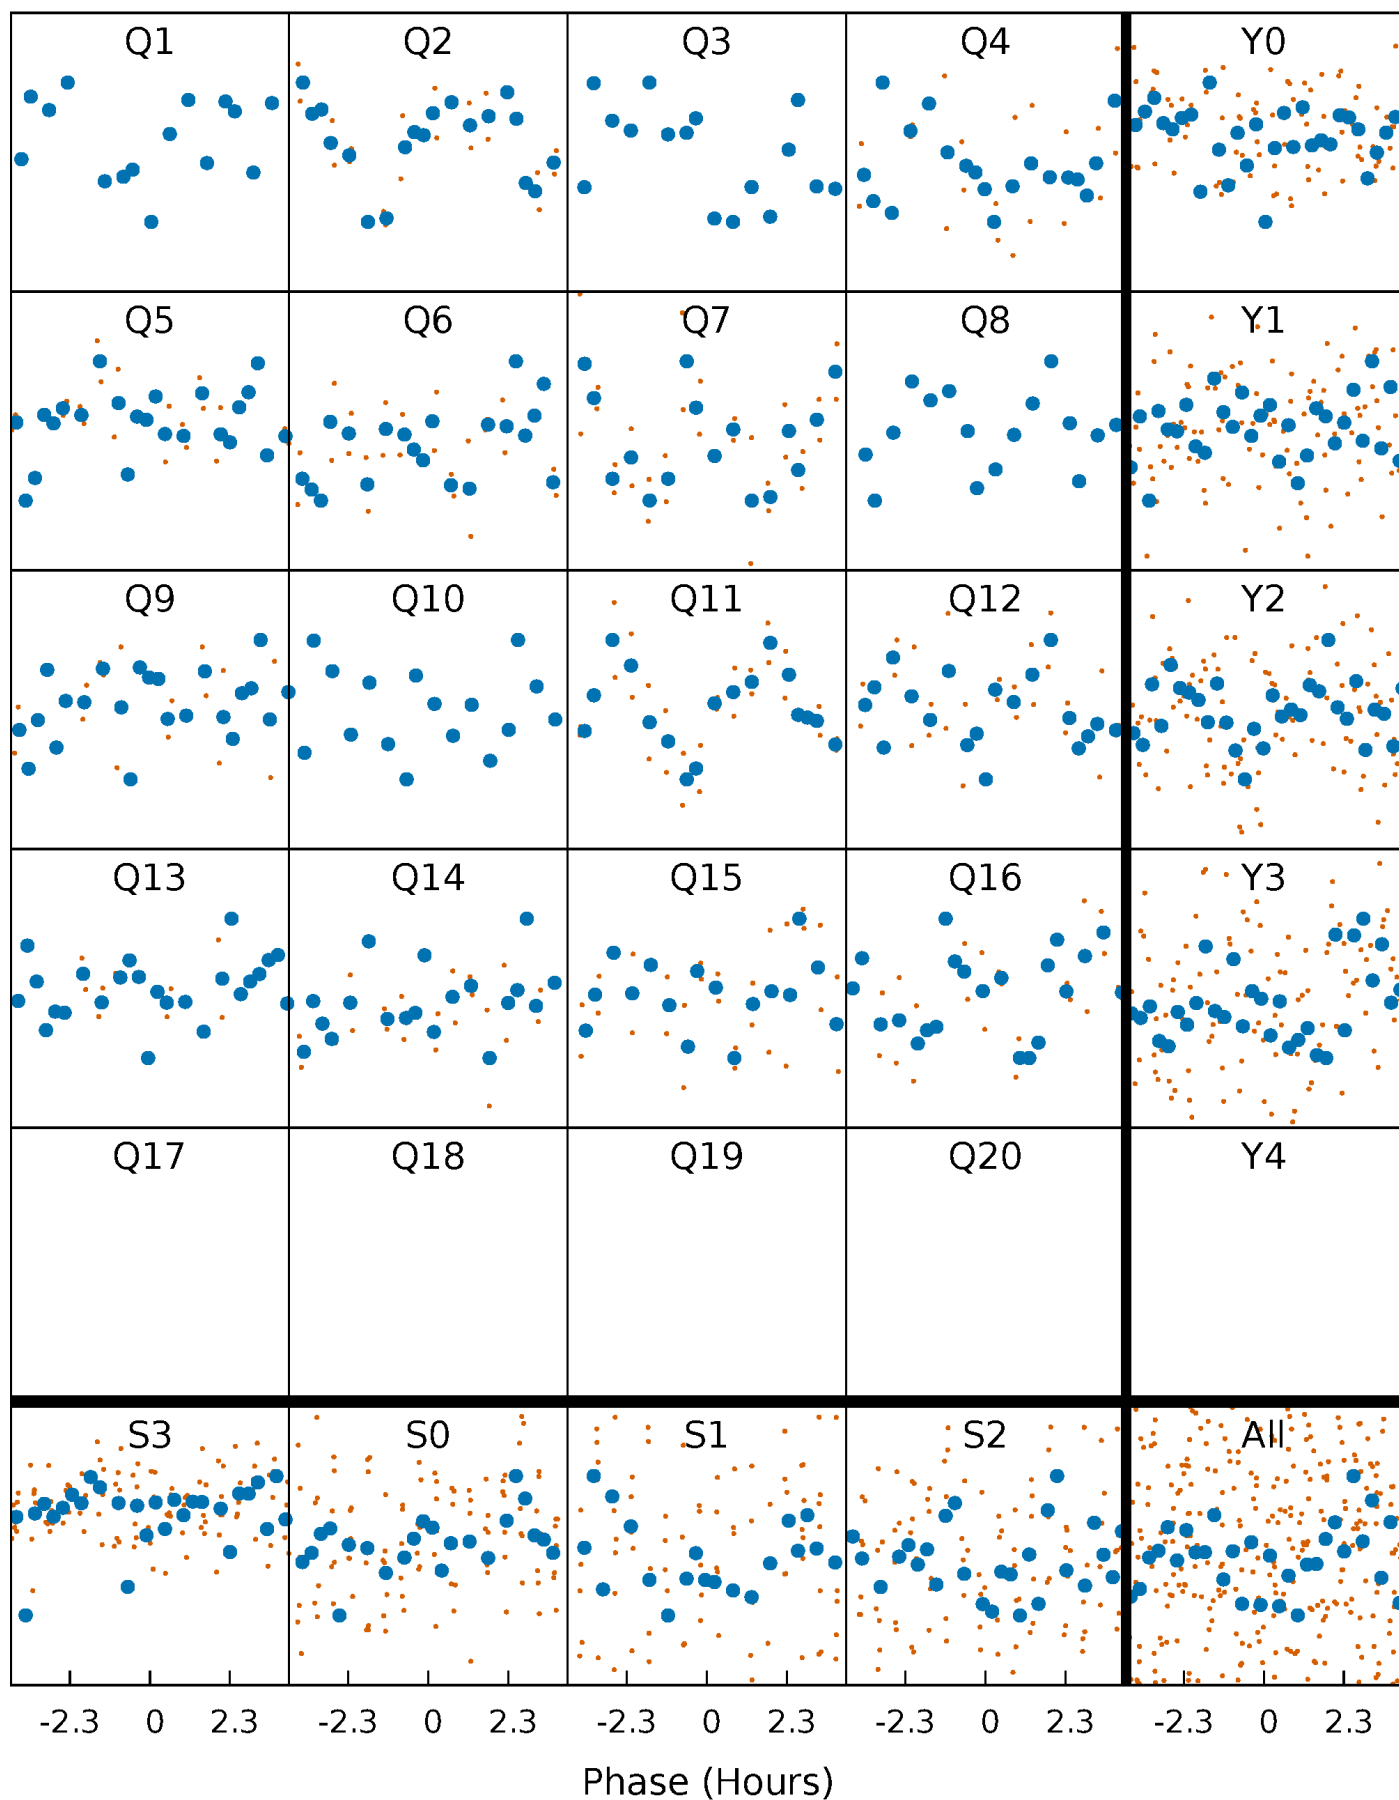 Q1 Q2 Q3 Q4 Y0
Q5 Q6 Q7 Q8 Y1
Q9 Q10 Q11 Q12 Y2
Q13 Q14 Q15 Q16 Y3
Q17 Q18 Q19 Q20 Y4
S3 S0 S1 S2 All
-2.3 0 2.3 -2.3 0 2.3 -2.3 0 2.3 -2.3 0 2.3 -2.3 0 2.3
Phase (Hours)